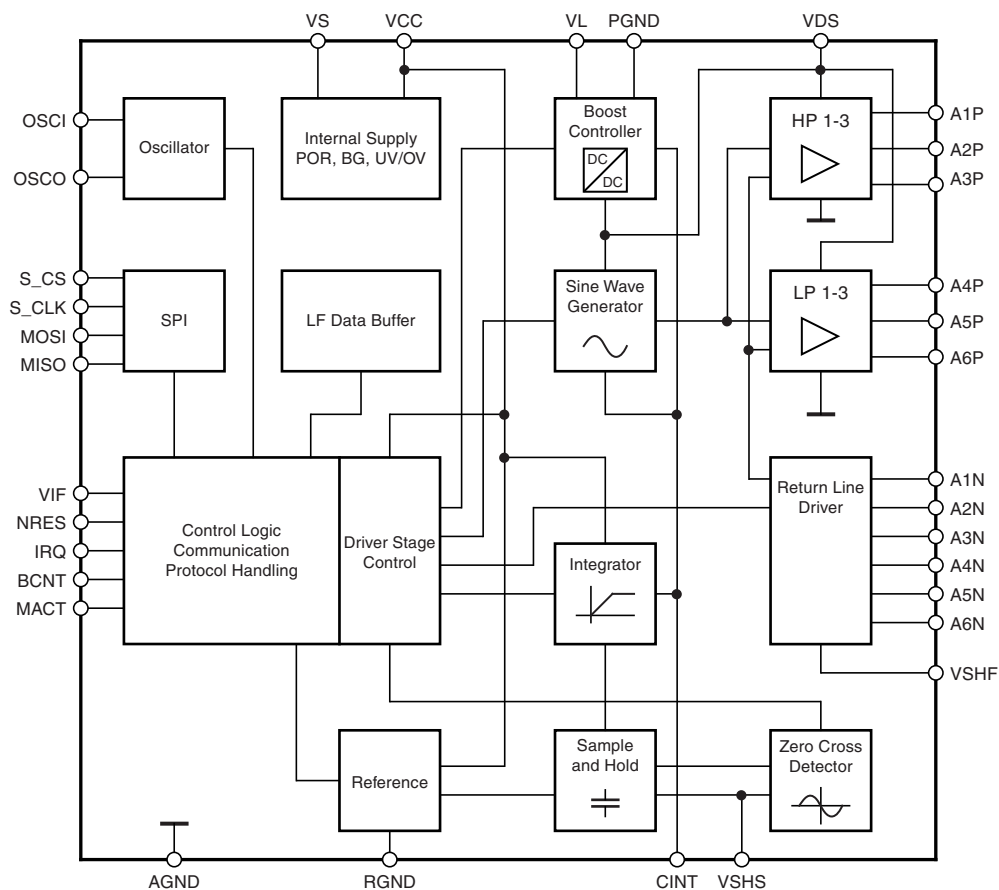 VS
VCC
VL
PGND
VDS
OSCI
OSCO
Oscillator
Internal Supply
POR, BG, UV/OV
Boost
Controller
DC
DC
HP 1-3
A1P
A2P
A3P
S_CS
S_CLK
MOSI
MISO
SPI
LF Data Buffer
Sine Wave
Generator
LP 1-3
A4P
A5P
A6P
VIF
NRES
IRQ
BCNT
MACT
Control Logic
Communication
Protocol Handling
Driver Stage
Control
Integrator
Return Line
Driver
A1N
A2N
A3N
A4N
A5N
A6N
VSHF
Reference
Sample
and Hold
Zero Cross
Detector
AGND
RGND
CINT
VSHS